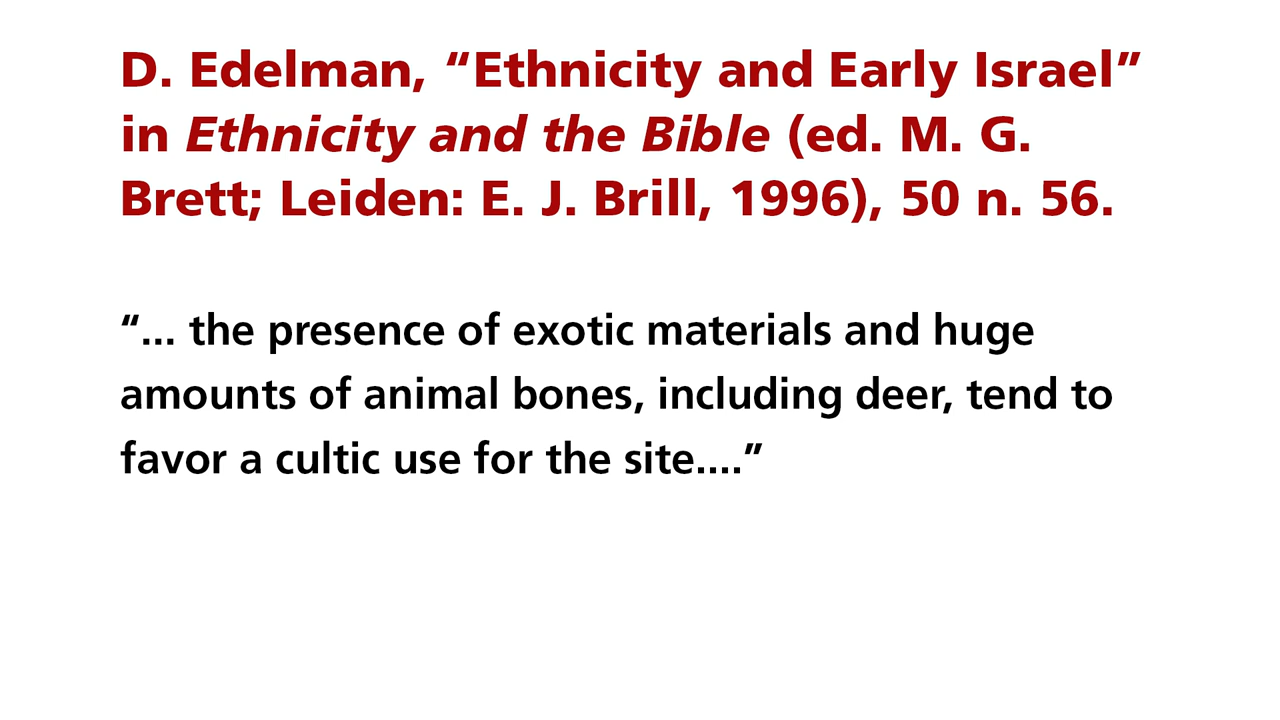 D. Edelman, “Ethnicity and Early Israel”
in Ethnicity and the Bible (ed. M. G.
Brett; Leiden: E. J. Brill, 1996), 50 n. 56.
“... the presence of exotic materials and huge
amounts of animal bones, including deer, tend to
favor a cultic use for the site....”